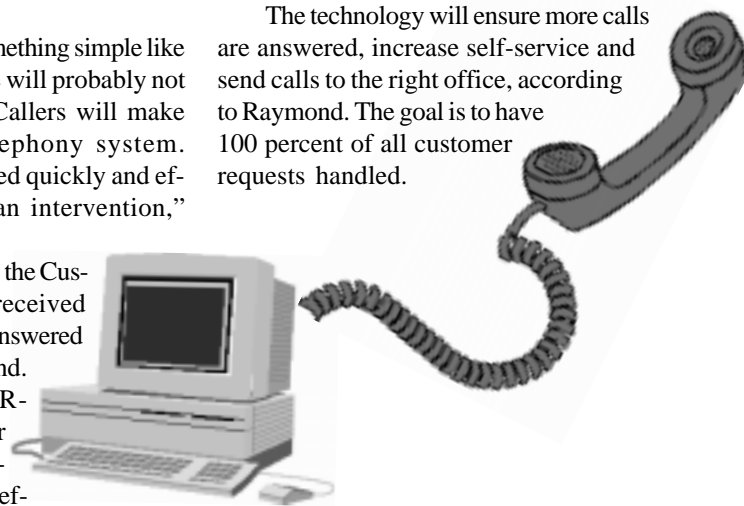 mething simple like
will probably not
Callers will make
ephony system.
ed quickly and ef-
an intervention,”
the Cus-
received
nswered
nd.
R-
r
-
ef-
The technology will ensure more calls
are answered, increase self-service and
send calls to the right office, according
to Raymond. The goal is to have
100 percent of all customer
requests handled.